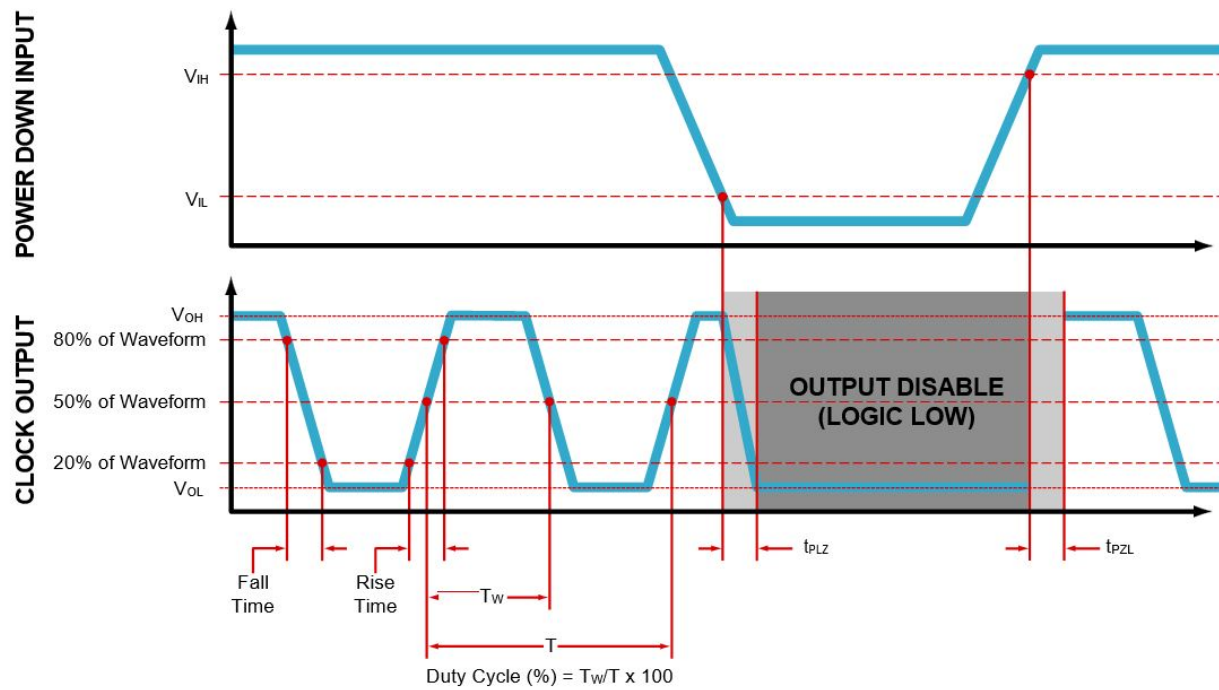 POWER DOWN INPUT
VIH
VIL
CLOCK OUTPUT
VOH
80% of Waveform
50% of Waveform
20% of Waveform
VOL
OUTPUT DISABLE
(LOGIC LOW)
tPLZ
tPZL
Fall
Time
Rise
Time
TW
T
Duty Cycle (%) = TW/T x 100